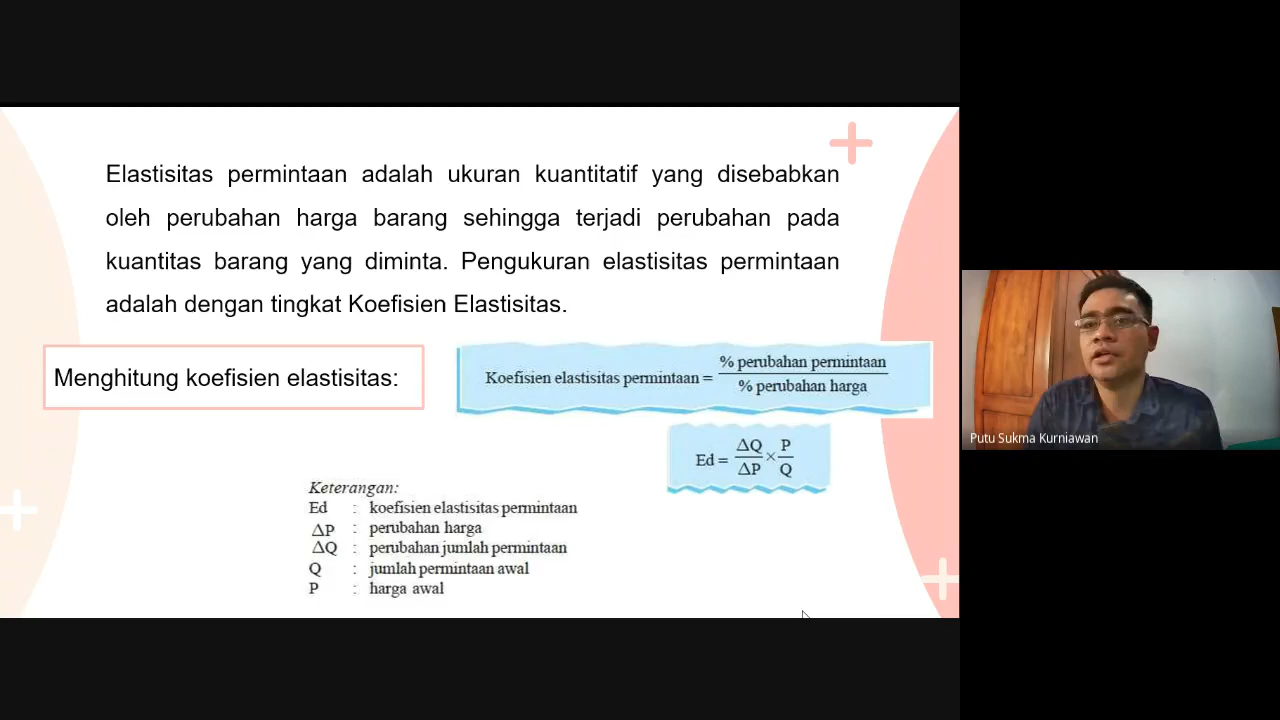 Elastisitas permintaan adalah ukuran kuantitatif yang disebabkan
oleh perubahan harga barang sehingga terjadi perubahan pada
kuantitas barang yang diminta. Pengukuran elastisitas permintaan
adalah dengan tingkat Koefisien Elastisitas.
Menghitung koefisien elastisitas:
Koefisien elastisitas permintaan = % perubahan permintaan / % perubahan harga
Ed = ΔQ/ΔP × P/Q
Keterangan:
Ed : koefisien elastisitas permintaan
ΔP : perubahan harga
ΔQ : perubahan jumlah permintaan
Q : jumlah permintaan awal
P : harga awal
Putu Sukma Kurniawan